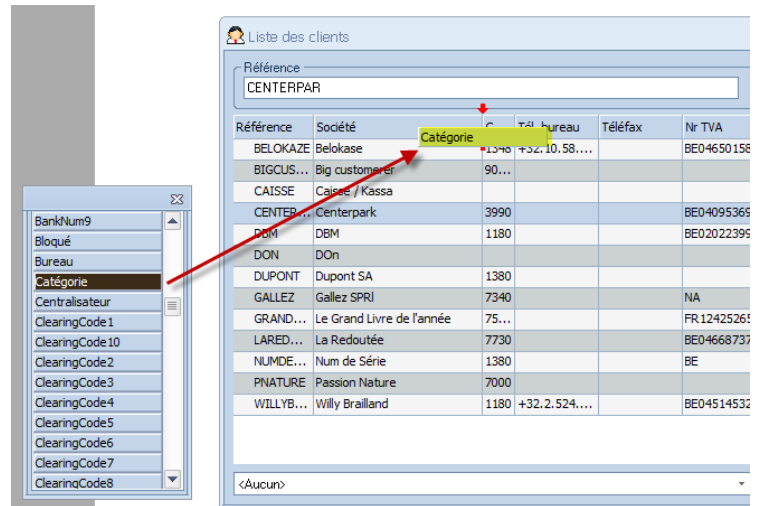 Liste des clients
Référence
CENTERPAR
Référence Société C... Tél. bureau Téléfax Nr TVA
Catégorie
BELOKAZE Belokase 1348 +32.10.58.... BE04650158
BIGCUS... Big customerer 90...
CAISSE Caisse / Kassa
CENTER... Centerpark 3990 BE04095369
DBM DBM 1180 BE02022399
DON DOn
DUPONT Dupont SA 1380
GALLEZ Gallez SPRl 7340 NA
GRAND... Le Grand Livre de l'année 75... FR12425265
LARED... La Redoutée 7730 BE04668737
NUMDE... Num de Série 1380 BE
PNATURE Passion Nature 7000
WILLYB... Willy Brailland 1180 +32.2.524.... BE04514532
<Aucun>
BankNum9
Bloqué
Bureau
Catégorie
Centralisateur
ClearingCode1
ClearingCode10
ClearingCode2
ClearingCode3
ClearingCode4
ClearingCode5
ClearingCode6
ClearingCode7
ClearingCode8